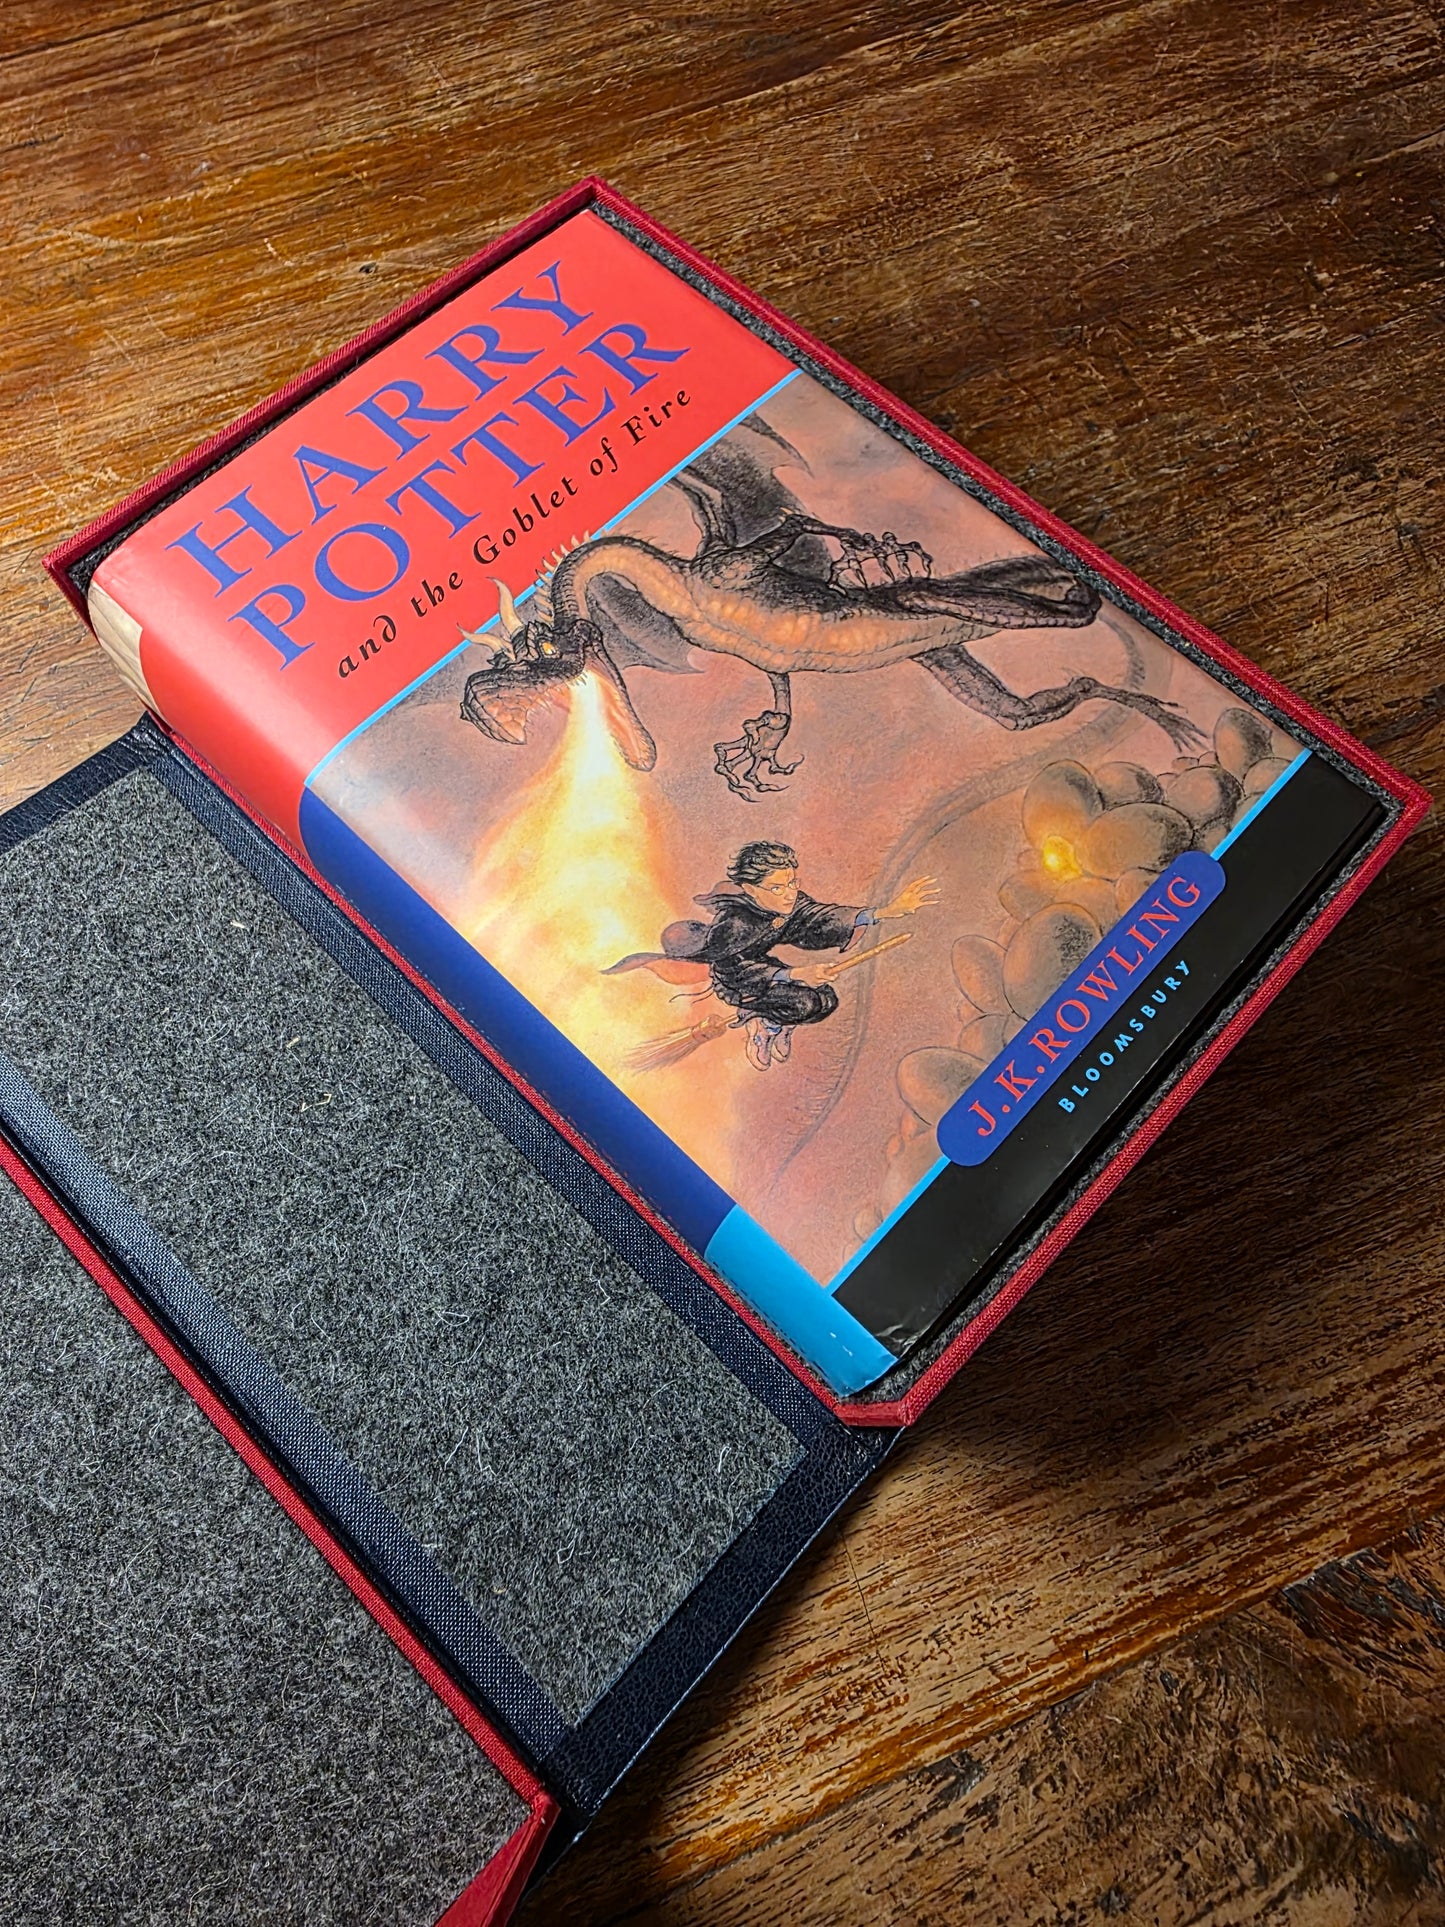 HARRY
POTTER
and the Goblet of Fire
J.K.ROWLING
BLOOMSBURY